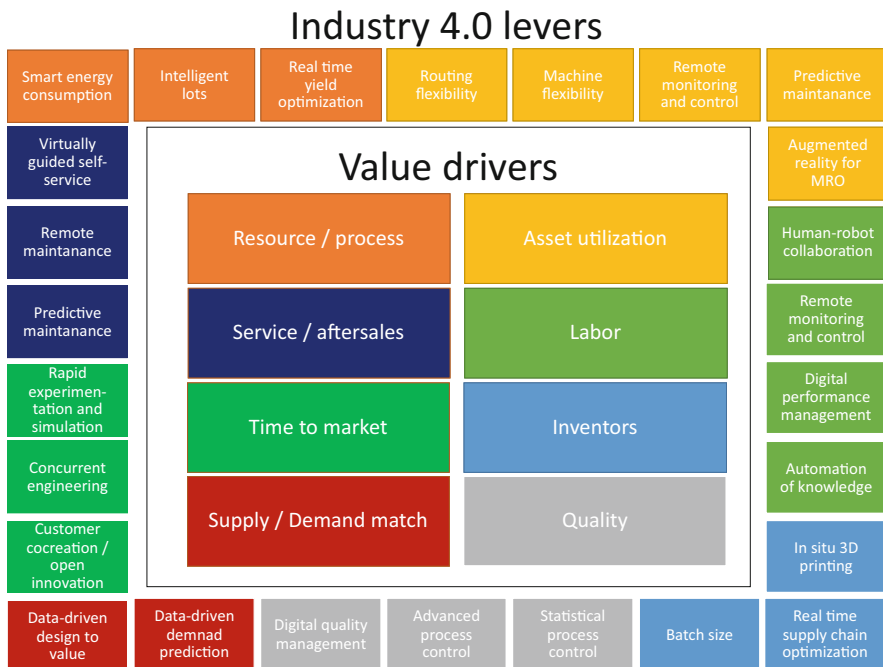 Industry 4.0 levers
Smart energy
consumption
Intelligent
lots
Real time
yield
optimization
Routing
flexibility
Machine
flexibility
Remote
monitoring
and control
Predictive
maintanance
Virtually
guided self-
service
Remote
maintanance
Predictive
maintanance
Rapid
experimen-
tation and
simulation
Concurrent
engineering
Customer
cocreation /
open
innovation
Value drivers
Resource / process
Asset utilization
Service / aftersales
Labor
Time to market
Inventors
Supply / Demand match
Quality
Augmented
reality for
MRO
Human-robot
collaboration
Remote
monitoring
and control
Digital
performance
management
Automation
of knowledge
In situ 3D
printing
Data-driven
design to
value
Data-driven
demnad
prediction
Digital quality
management
Advanced
process
control
Statistical
process
control
Batch size
Real time
supply chain
optimization